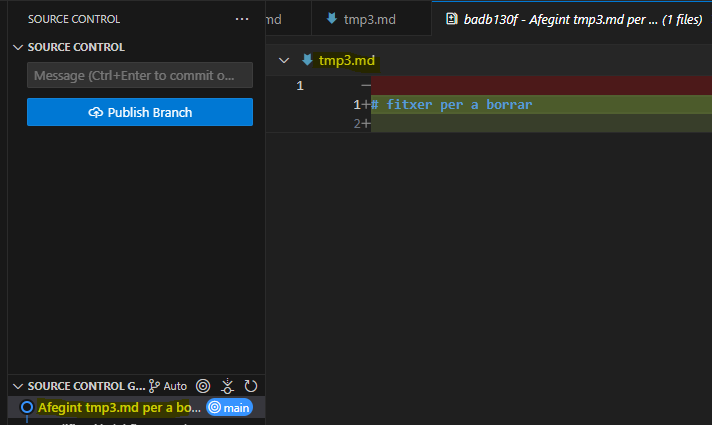 SOURCE CONTROL
md
tmp3.md
badb130f - Afegint tmp3.md per ... (1 files)
SOURCE CONTROL
tmp3.md
Message (Ctrl+Enter to commit o...
1 −
1+# fitxer per a borrar
2+
Publish Branch
SOURCE CONTROL G... Auto
Afegint tmp3.md per a bo... main